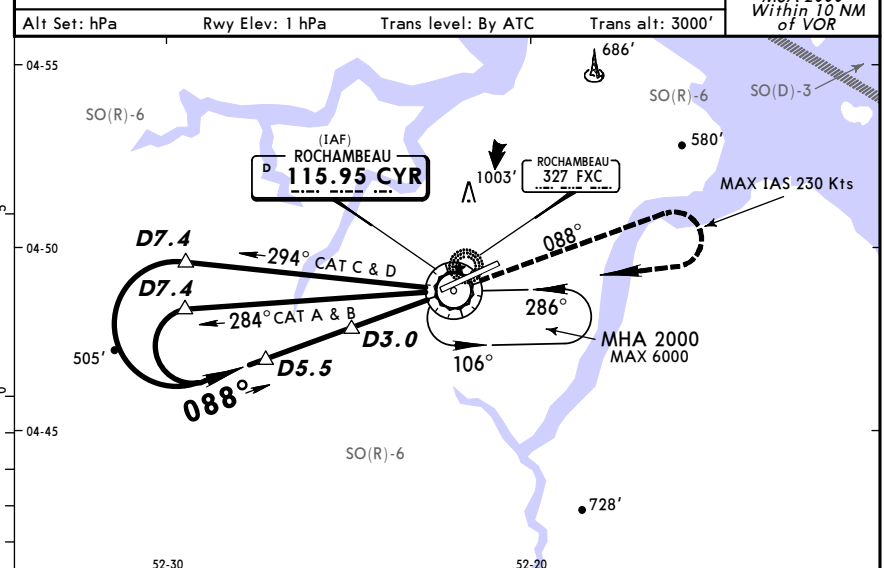 Within 10 NM
of VOR
Alt Set: hPa
Rwy Elev: 1 hPa
Trans level: By ATC
Trans alt: 3000'
04-55
686'
SO(R)-6
SO(R)-6
SO(D)-3
580'
(IAF)
ROCHAMBEAU
D 115.95 CYR
1003'
ROCHAMBEAU
327 FXC
MAX IAS 230 Kts
04-50
D7.4
294° CAT C & D
088°
D7.4
284° CAT A & B
286°
D3.0
MHA 2000
MAX 6000
505'
106°
D5.5
088°
04-45
SO(R)-6
728'
52-30
52-20